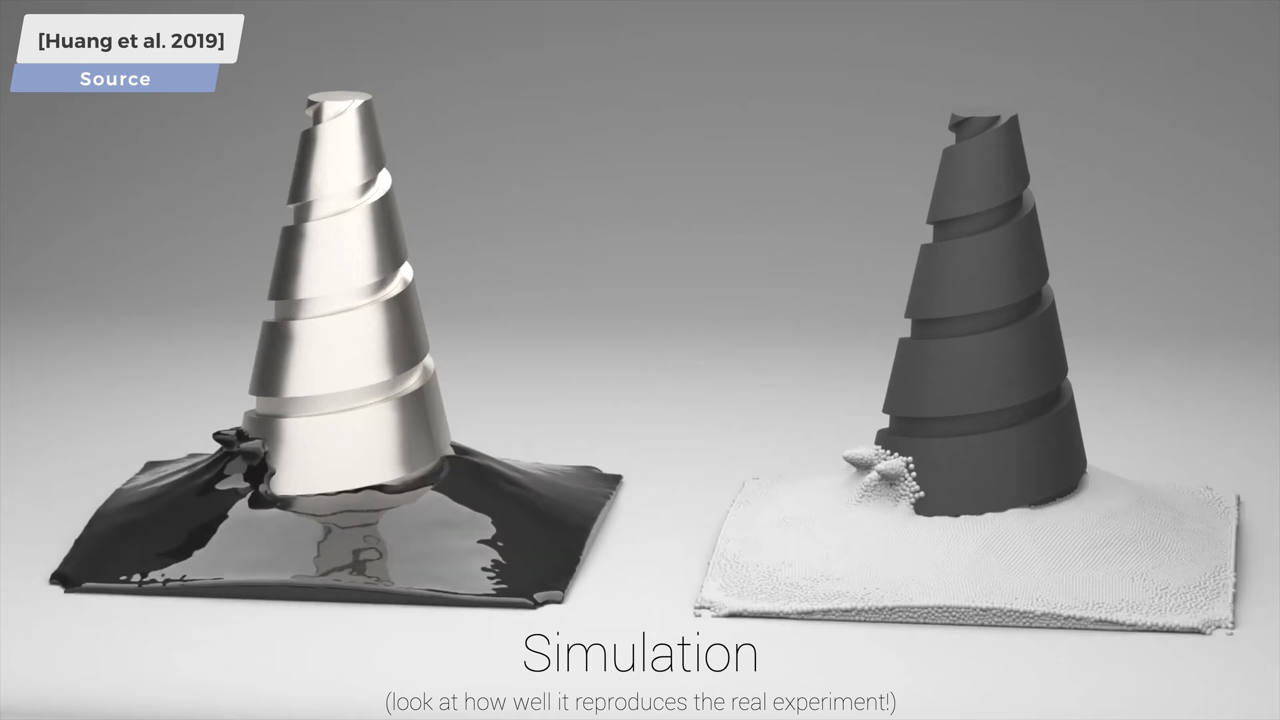 [Huang et al. 2019]
Source
Simulation
(look at how well it reproduces the real experiment!)